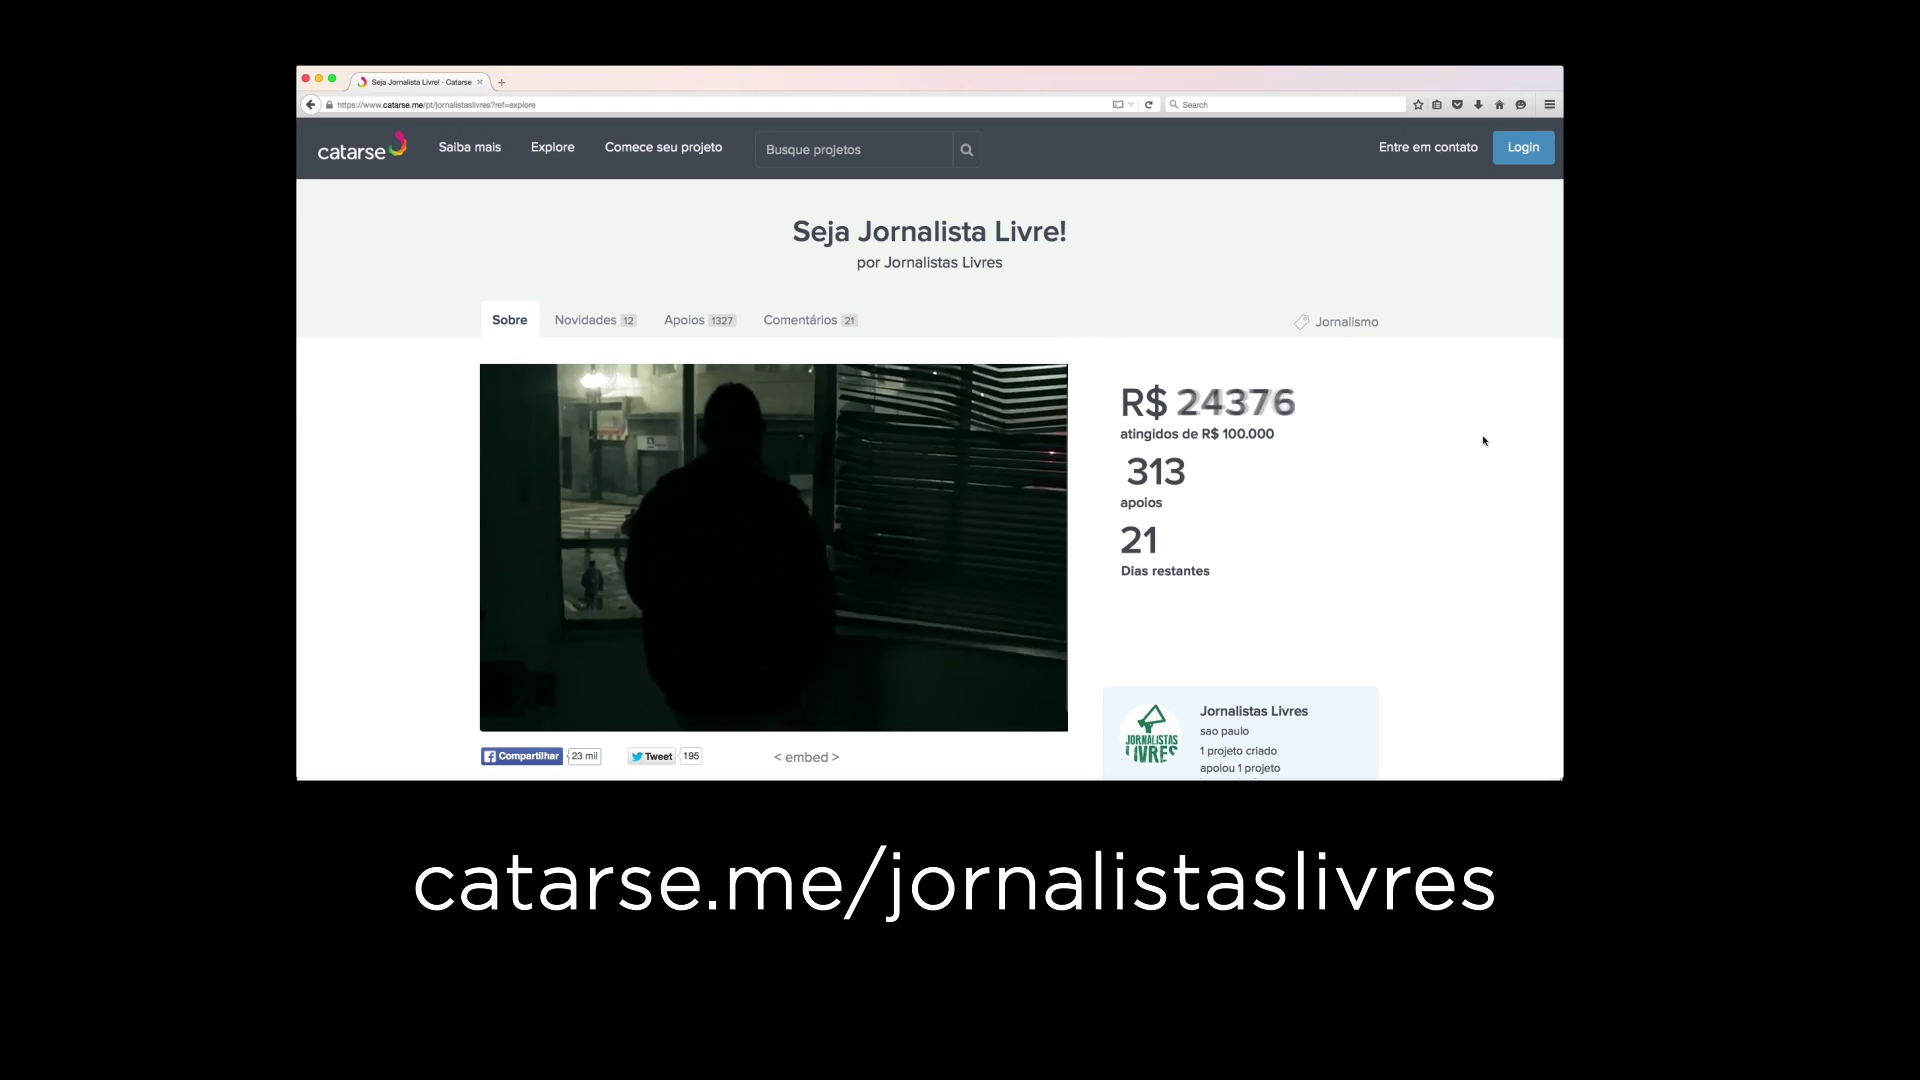 Seja Jornalista Livre! - Catarse
https://www.catarse.me/pt/jornalistaslivres?ref=explore
Search
catarse
Saiba mais
Explore
Comece seu projeto
Busque projetos
Entre em contato
Login
Seja Jornalista Livre!
por Jornalistas Livres
Sobre
Novidades 12
Apoios 1327
Comentários 21
Jornalismo
R$ 24376
atingidos de R$ 100.000
313
apoios
21
Dias restantes
Jornalistas Livres
sao paulo
1 projeto criado
apoiou 1 projeto
JORNALISTAS
LIVRES
Compartilhar
23 mil
Tweet
195
< embed >
catarse.me/jornalistaslivres